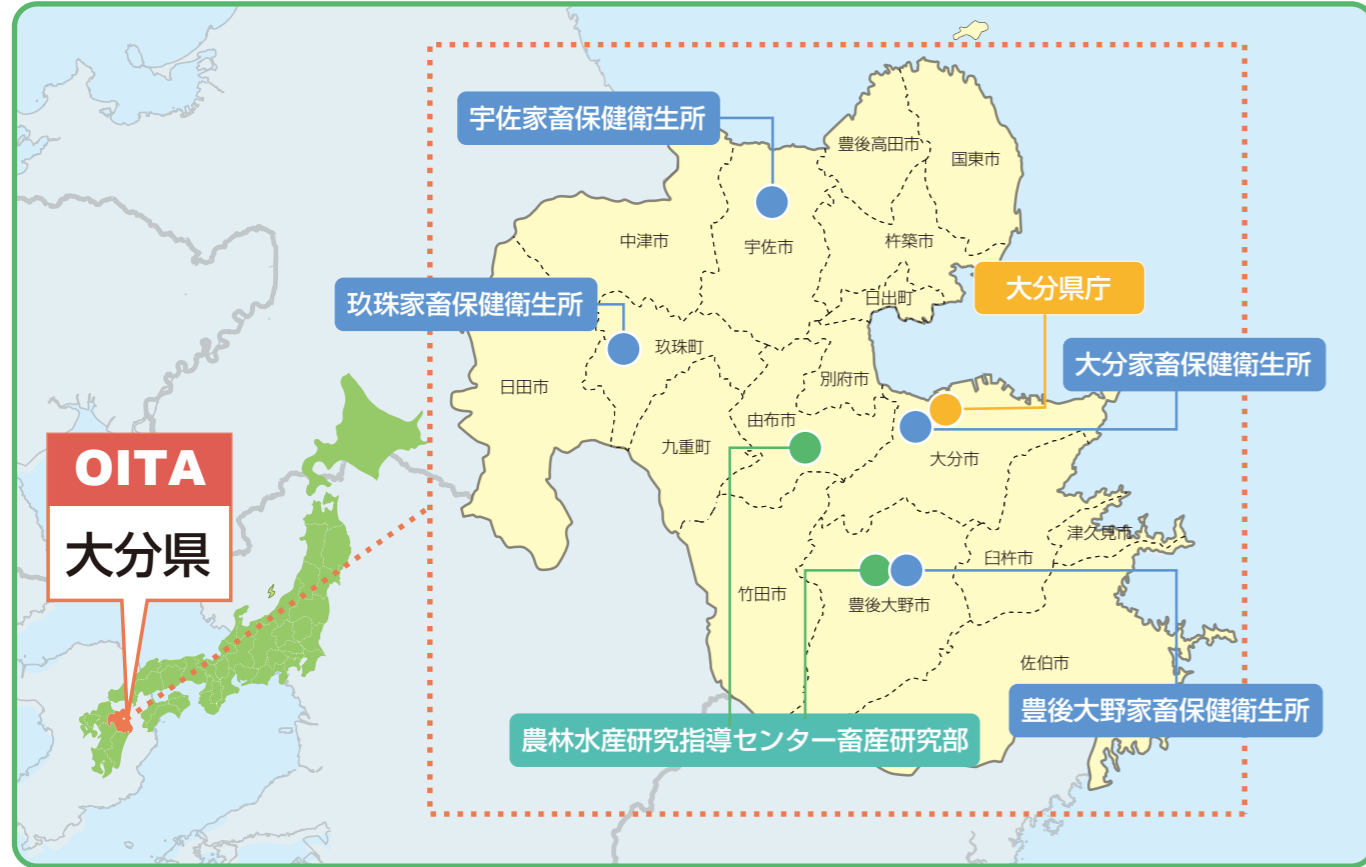 宇佐家畜保健衛生所
豊後高田市
国東市
中津市
宇佐市
杵築市
玖珠家畜保健衛生所
日出町
大分県庁
玖珠町
大分家畜保健衛生所
日田市
別府市
由布市
九重町
大分市
OITA
大分県
津久見市
臼杵市
竹田市
豊後大野市
佐伯市
豊後大野家畜保健衛生所
農林水産研究指導センター畜産研究部